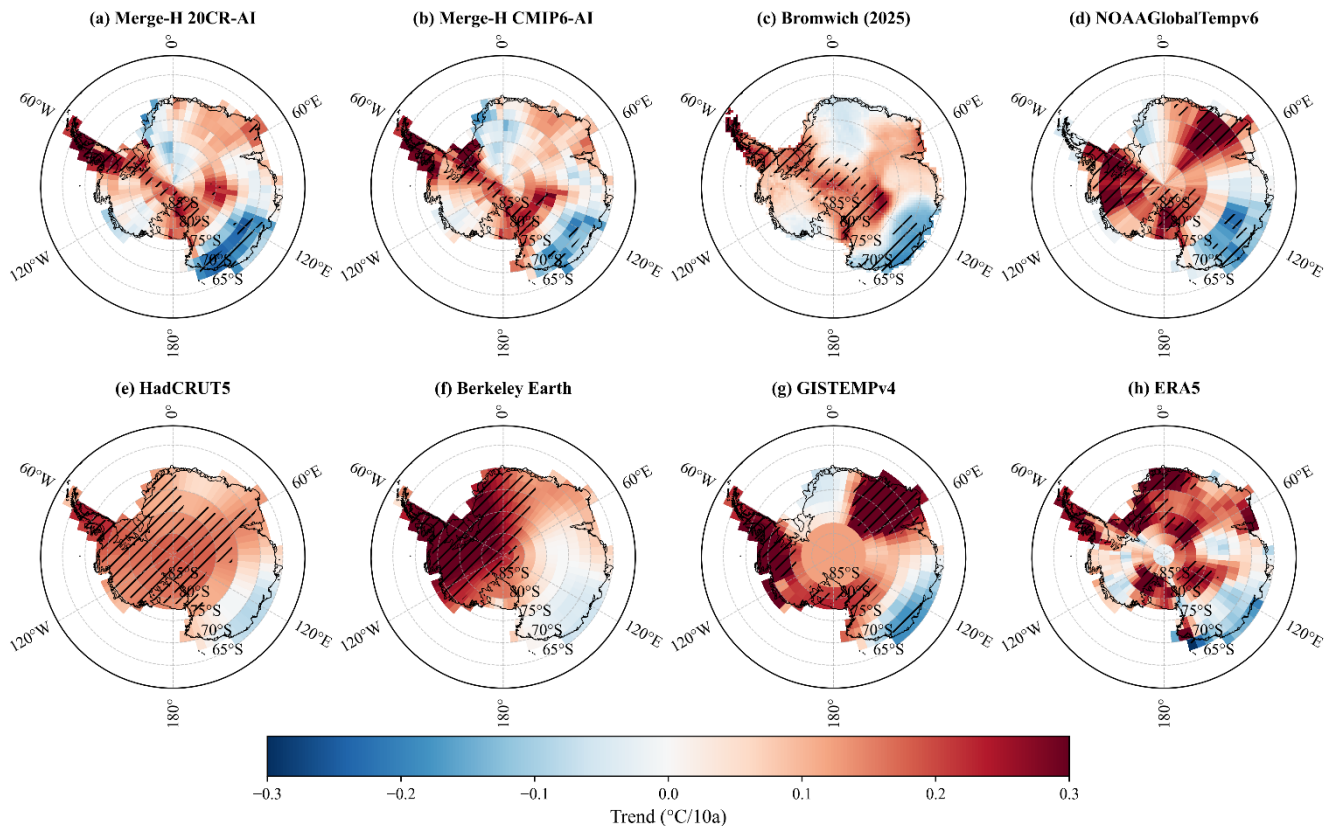 (a) Merge-H 20CR-AI
(b) Merge-H CMIP6-AI
(c) Bromwich (2025)
(d) NOAAGlobalTempv6
0°
60°W
60°E
85°S
80°S
75°S
70°S
65°S
120°W
120°E
180°
0°
60°W
60°E
85°S
80°S
75°S
70°S
65°S
120°W
120°E
180°
0°
60°W
60°E
85°S
80°S
75°S
70°S
65°S
120°W
120°E
180°
0°
60°W
60°E
85°S
80°S
75°S
70°S
65°S
120°W
120°E
180°
(e) HadCRUT5
(f) Berkeley Earth
(g) GISTEMPv4
(h) ERA5
0°
60°W
60°E
85°S
80°S
75°S
70°S
65°S
120°W
120°E
180°
0°
60°W
60°E
85°S
80°S
75°S
70°S
65°S
120°W
120°E
180°
0°
60°W
60°E
85°S
80°S
75°S
70°S
65°S
120°W
120°E
180°
0°
60°W
60°E
85°S
80°S
75°S
70°S
65°S
120°W
120°E
180°
−0.3 −0.2 −0.1 0.0 0.1 0.2 0.3
Trend (°C/10a)